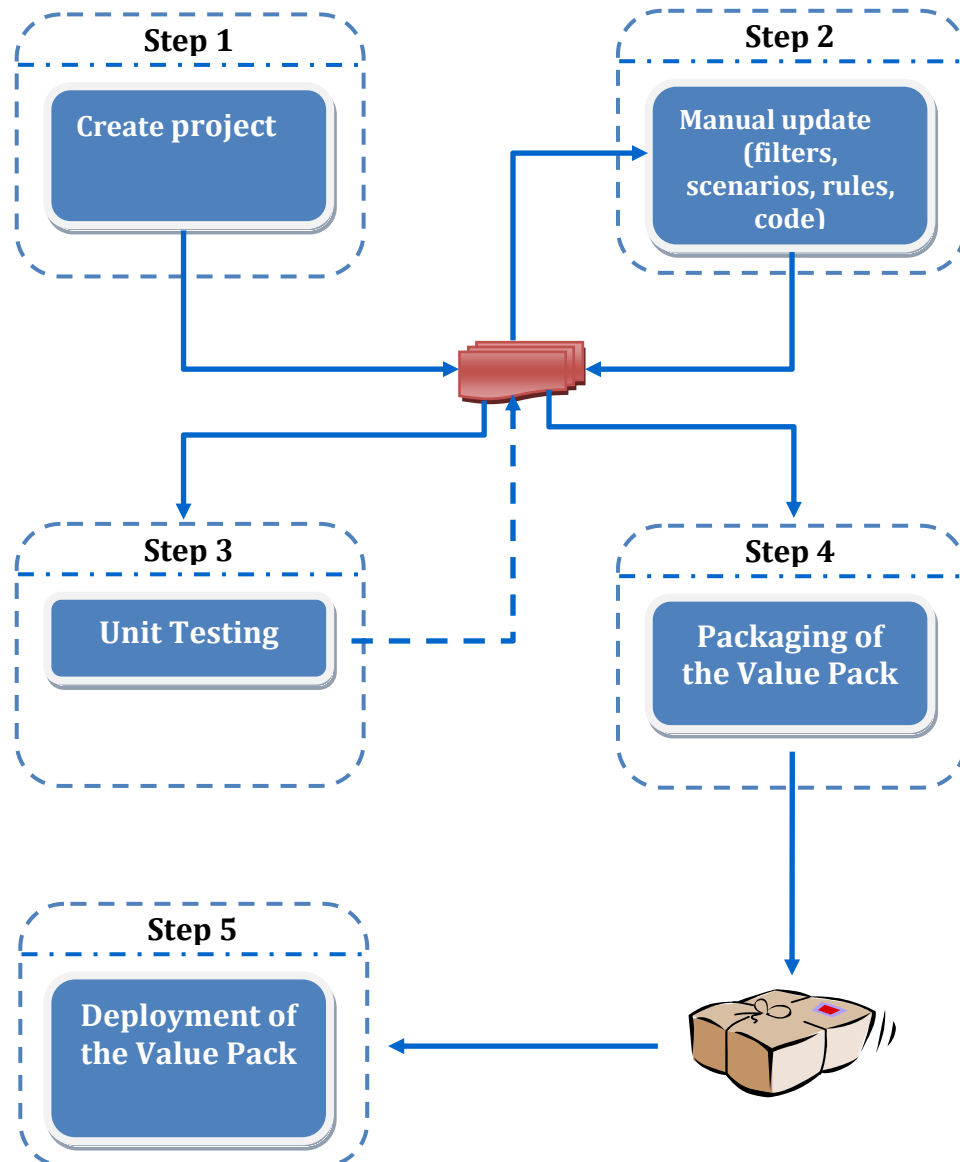 Step 1
Create project
Step 2
Manual update
(filters,
scenarios, rules,
code)
Step 3
Unit Testing
Step 4
Packaging of
the Value Pack
Step 5
Deployment of
the Value Pack